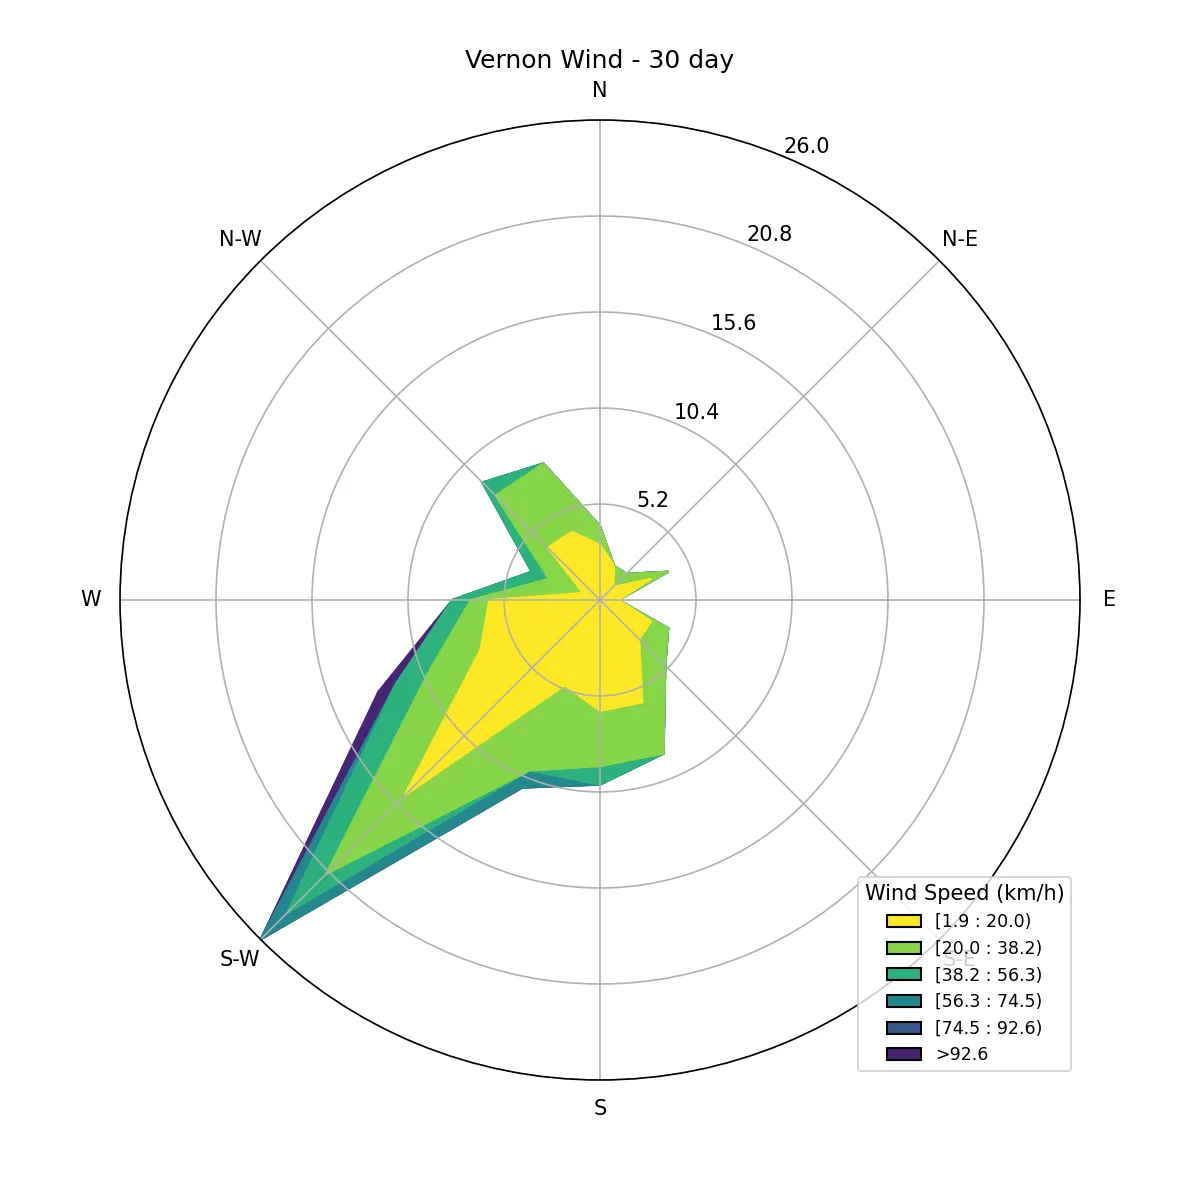 Vernon Wind - 30 day
N
26.0
N-W
N-E
20.8
15.6
10.4
5.2
W
E
S-W
S-E
S
Wind Speed (km/h)
[1.9 : 20.0)
[20.0 : 38.2)
[38.2 : 56.3)
[56.3 : 74.5)
[74.5 : 92.6)
>92.6